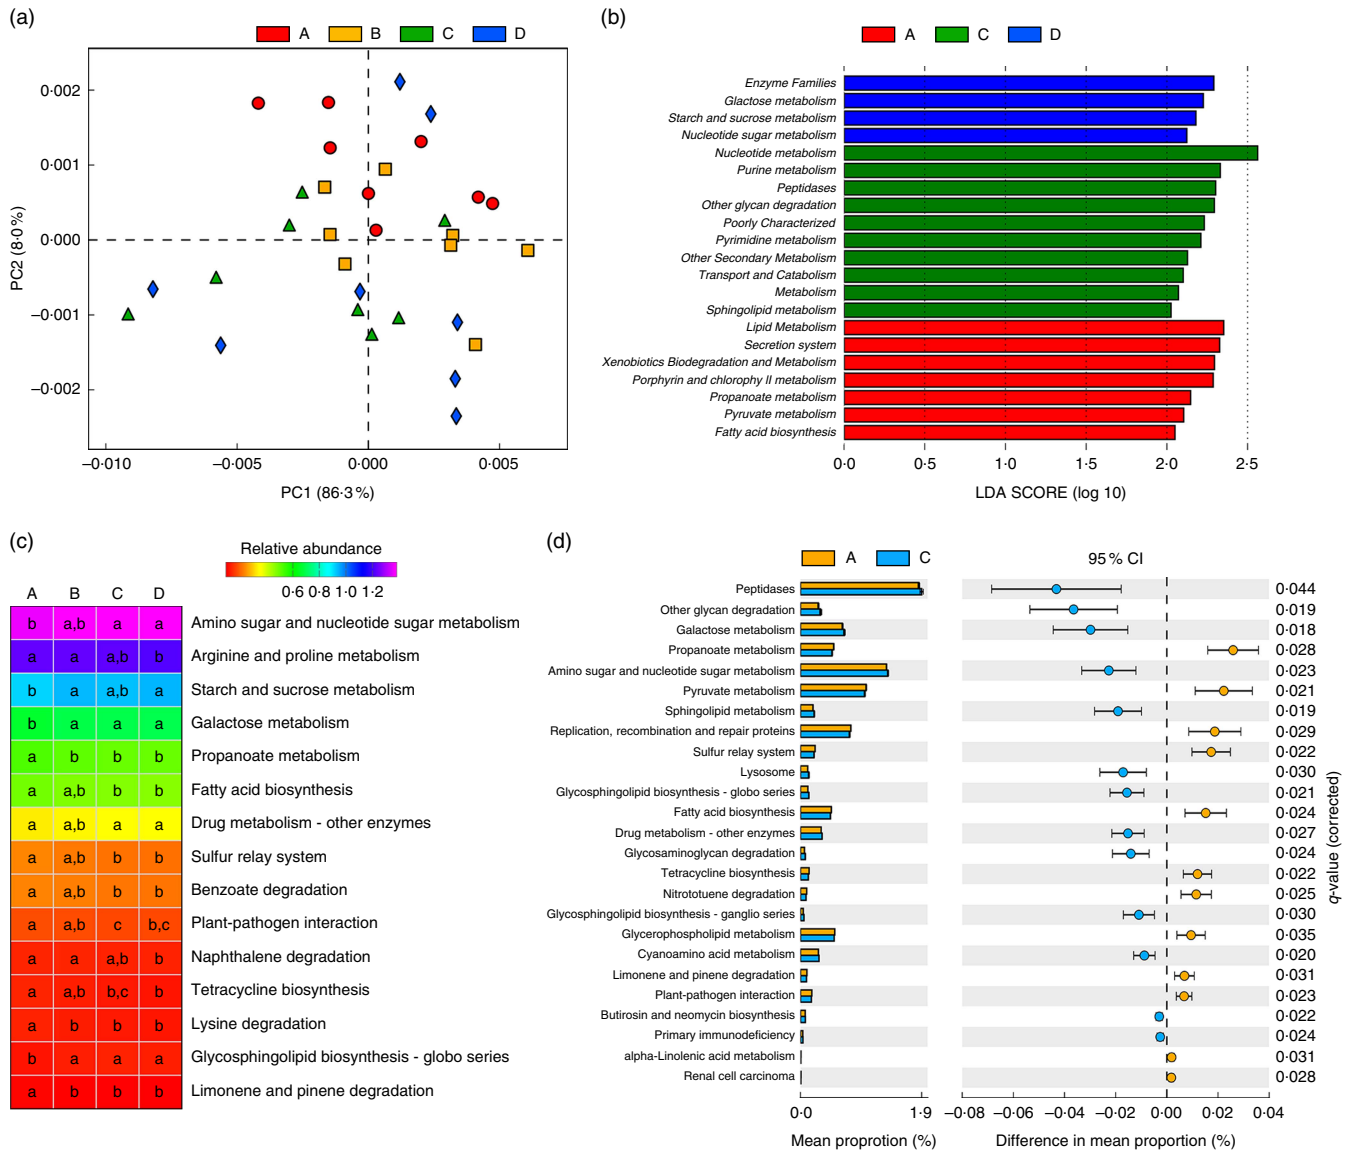 (a)
A B C D
0·002
0·001
0·000
−0·001
−0·002
PC2 (8·0 %)
−0·010 −0·005 0·000 0·005
PC1 (86·3 %)
(b)
A C D
Enzyme Families
Glactose metabolism
Starch and sucrose metabolism
Nucleotide sugar metabolism
Nucleotide metabolism
Purine metabolism
Peptidases
Other glycan degradation
Poorly Characterized
Pyrimidine metabolism
Other Secondary Metabolism
Transport and Catabolism
Metabolism
Sphingolipid metabolism
Lipid Metabolism
Secretion system
Xenobiotics Biodegradation and Metabolism
Porphyrin and chlorophy II metabolism
Propanoate metabolism
Pyruvate metabolism
Fatty acid biosynthesis
0·0 0·5 1·0 1·5 2·0 2·5
LDA SCORE (log 10)
(c)
Relative abundance
0·6 0·8 1·0 1·2
A B C D
b a,b a a Amino sugar and nucleotide sugar metabolism
a a a,b b Arginine and proline metabolism
b a a,b a Starch and sucrose metabolism
b a a a Galactose metabolism
a b b b Propanoate metabolism
a a,b b b Fatty acid biosynthesis
a a,b a a Drug metabolism - other enzymes
a a,b b b Sulfur relay system
a a,b b b Benzoate degradation
a a,b c b,c Plant-pathogen interaction
a a a,b b Naphthalene degradation
a a,b b,c b Tetracycline biosynthesis
a b b b Lysine degradation
b a a a Glycosphingolipid biosynthesis - globo series
a b b b Limonene and pinene degradation
(d)
A C
95 % CI
Peptidases 0·044
Other glycan degradation 0·019
Galactose metabolism 0·018
Propanoate metabolism 0·028
Amino sugar and nucleotide sugar metabolism 0·023
Pyruvate metabolism 0·021
Sphingolipid metabolism 0·019
Replication, recombination and repair proteins 0·029
Sulfur relay system 0·022
Lysosome 0·030
Glycosphingolipid biosynthesis - globo series 0·021
Fatty acid biosynthesis 0·024
Drug metabolism - other enzymes 0·027
Glycosaminoglycan degradation 0·024
Tetracycline biosynthesis 0·022
Nitrototuene degradation 0·025
Glycosphingolipid biosynthesis - ganglio series 0·030
Glycerophospholipid metabolism 0·035
Cyanoamino acid metabolism 0·020
Limonene and pinene degradation 0·031
Plant-pathogen interaction 0·023
Butirosin and neomycin biosynthesis 0·022
Primary immunodeficiency 0·024
alpha-Linolenic acid metabolism 0·031
Renal cell carcinoma 0·028
q-value (corrected)
0·0 1·9 −0·08 −0·06 −0·04 −0·02 0·00 0·02 0·04
Mean proprotion (%) Difference in mean proportion (%)